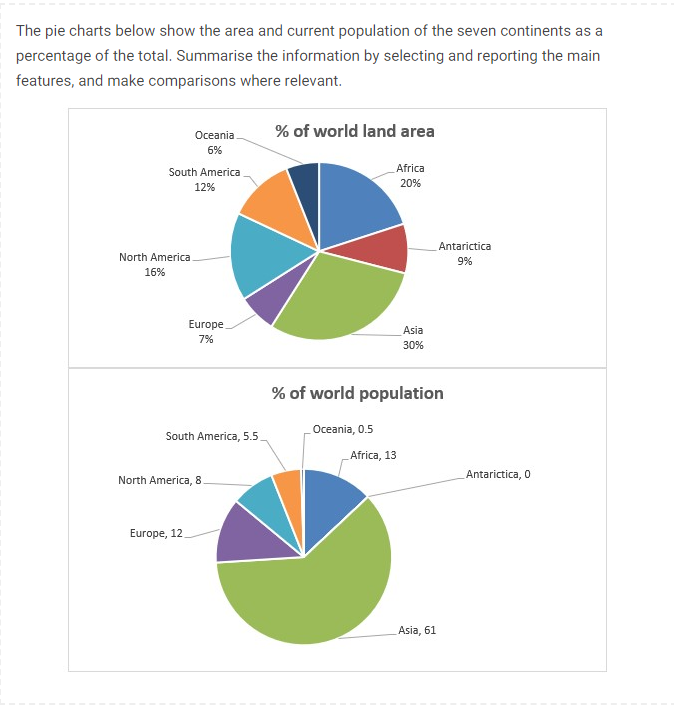 The pie charts below show the area and current population of the seven continents as a
percentage of the total. Summarise the information by selecting and reporting the main
features, and make comparisons where relevant.
% of world land area
Oceania
6%
South America
12%
Africa
20%
North America
16%
Antarictica
9%
Europe
7%
Asia
30%
% of world population
Oceania, 0.5
South America, 5.5
Africa, 13
Antarictica, 0
North America, 8
Europe, 12
Asia, 61